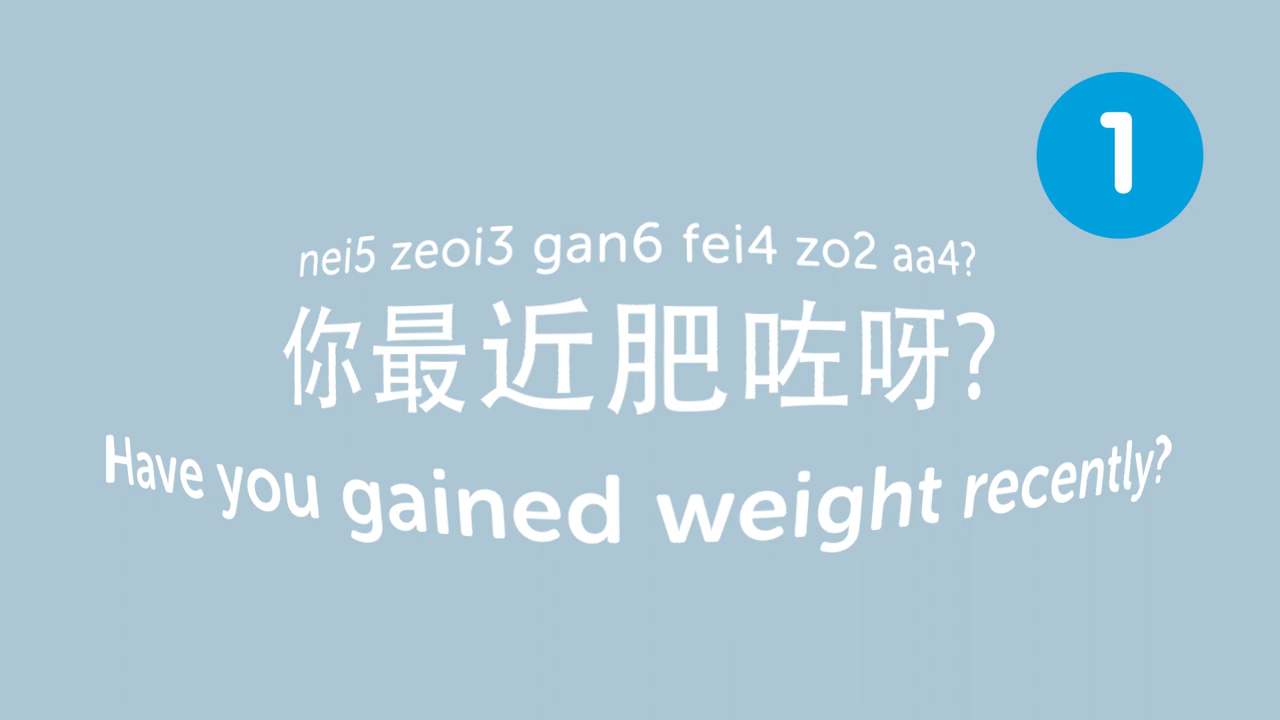 1
nei5 zeoi3 gan6 fei4 zo2 aa4?
你最近肥咗呀?
Have you gained weight recently?